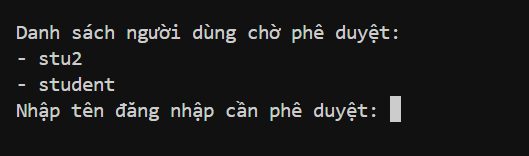 Danh sách người dùng chờ phê duyệt:
- stu2
- student
Nhập tên đăng nhập cần phê duyệt: